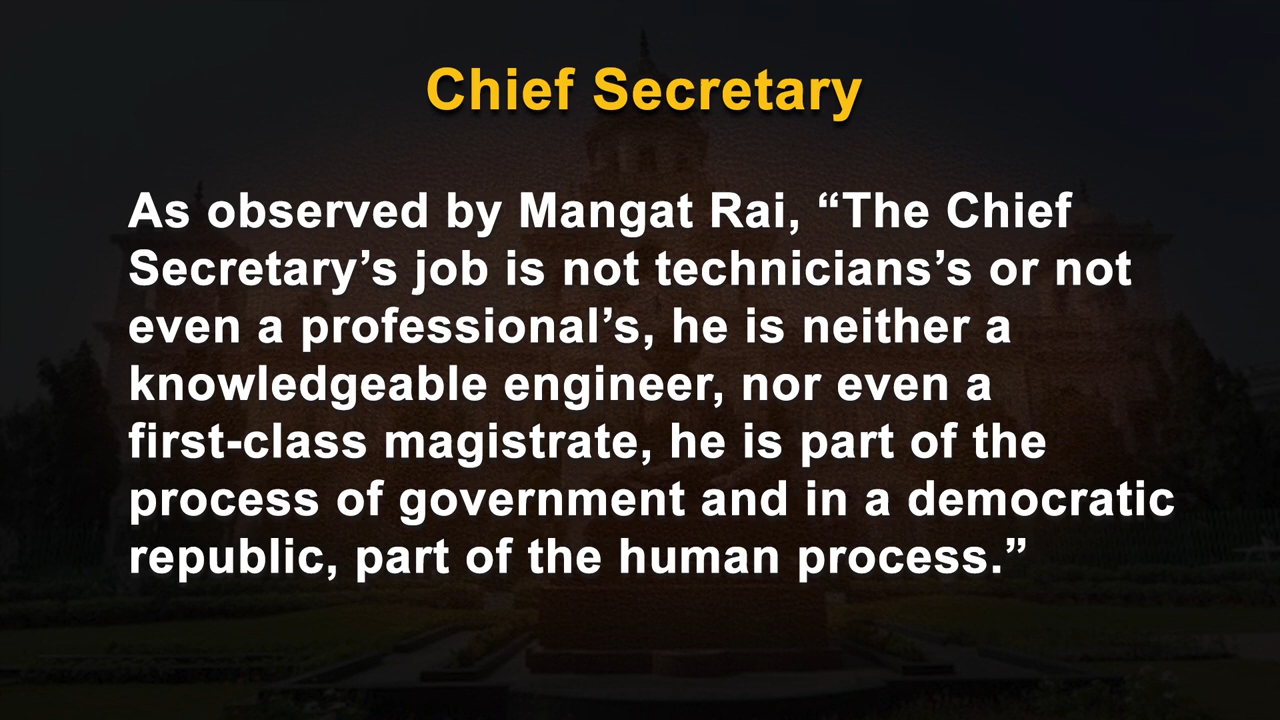 Chief Secretary
As observed by Mangat Rai, “The Chief
Secretary’s job is not technicians’s or not
even a professional’s, he is neither a
knowledgeable engineer, nor even a
first-class magistrate, he is part of the
process of government and in a democratic
republic, part of the human process.”